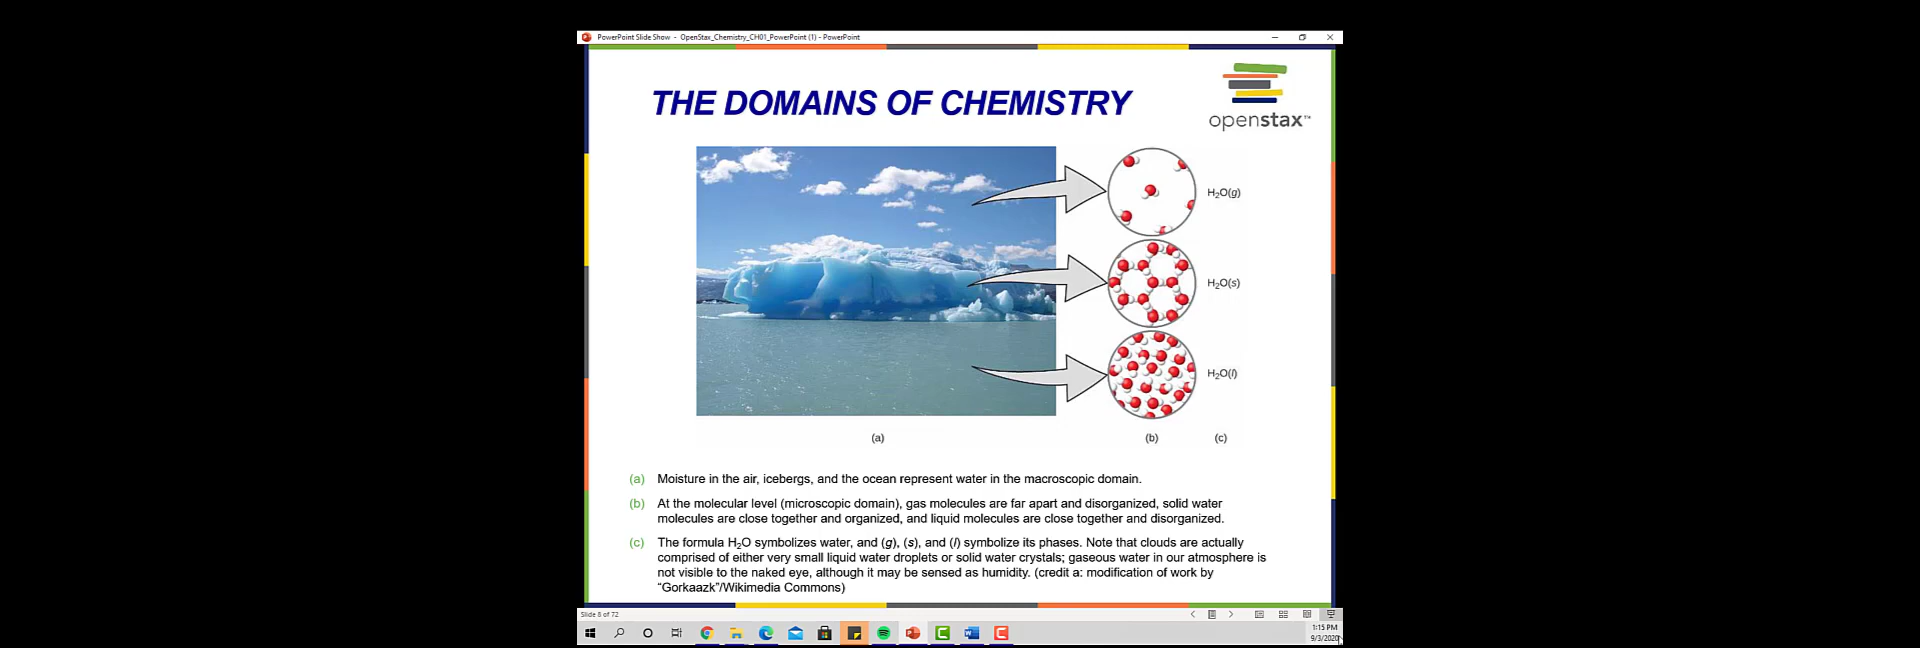 PowerPoint Slide Show - OpenStax_Chemistry_CH01_PowerPoint (1) - PowerPoint
THE DOMAINS OF CHEMISTRY
openstax™
H₂O(g)
H₂O(s)
H₂O(l)
(a)
(b)
(c)
(a) Moisture in the air, icebergs, and the ocean represent water in the macroscopic domain.
(b) At the molecular level (microscopic domain), gas molecules are far apart and disorganized, solid water
molecules are close together and organized, and liquid molecules are close together and disorganized.
(c) The formula H₂O symbolizes water, and (g), (s), and (l) symbolize its phases. Note that clouds are actually
comprised of either very small liquid water droplets or solid water crystals; gaseous water in our atmosphere is
not visible to the naked eye, although it may be sensed as humidity. (credit a: modification of work by
“Gorkaazk”/Wikimedia Commons)
Slide 8 of 72
1:15 PM
9/3/2020